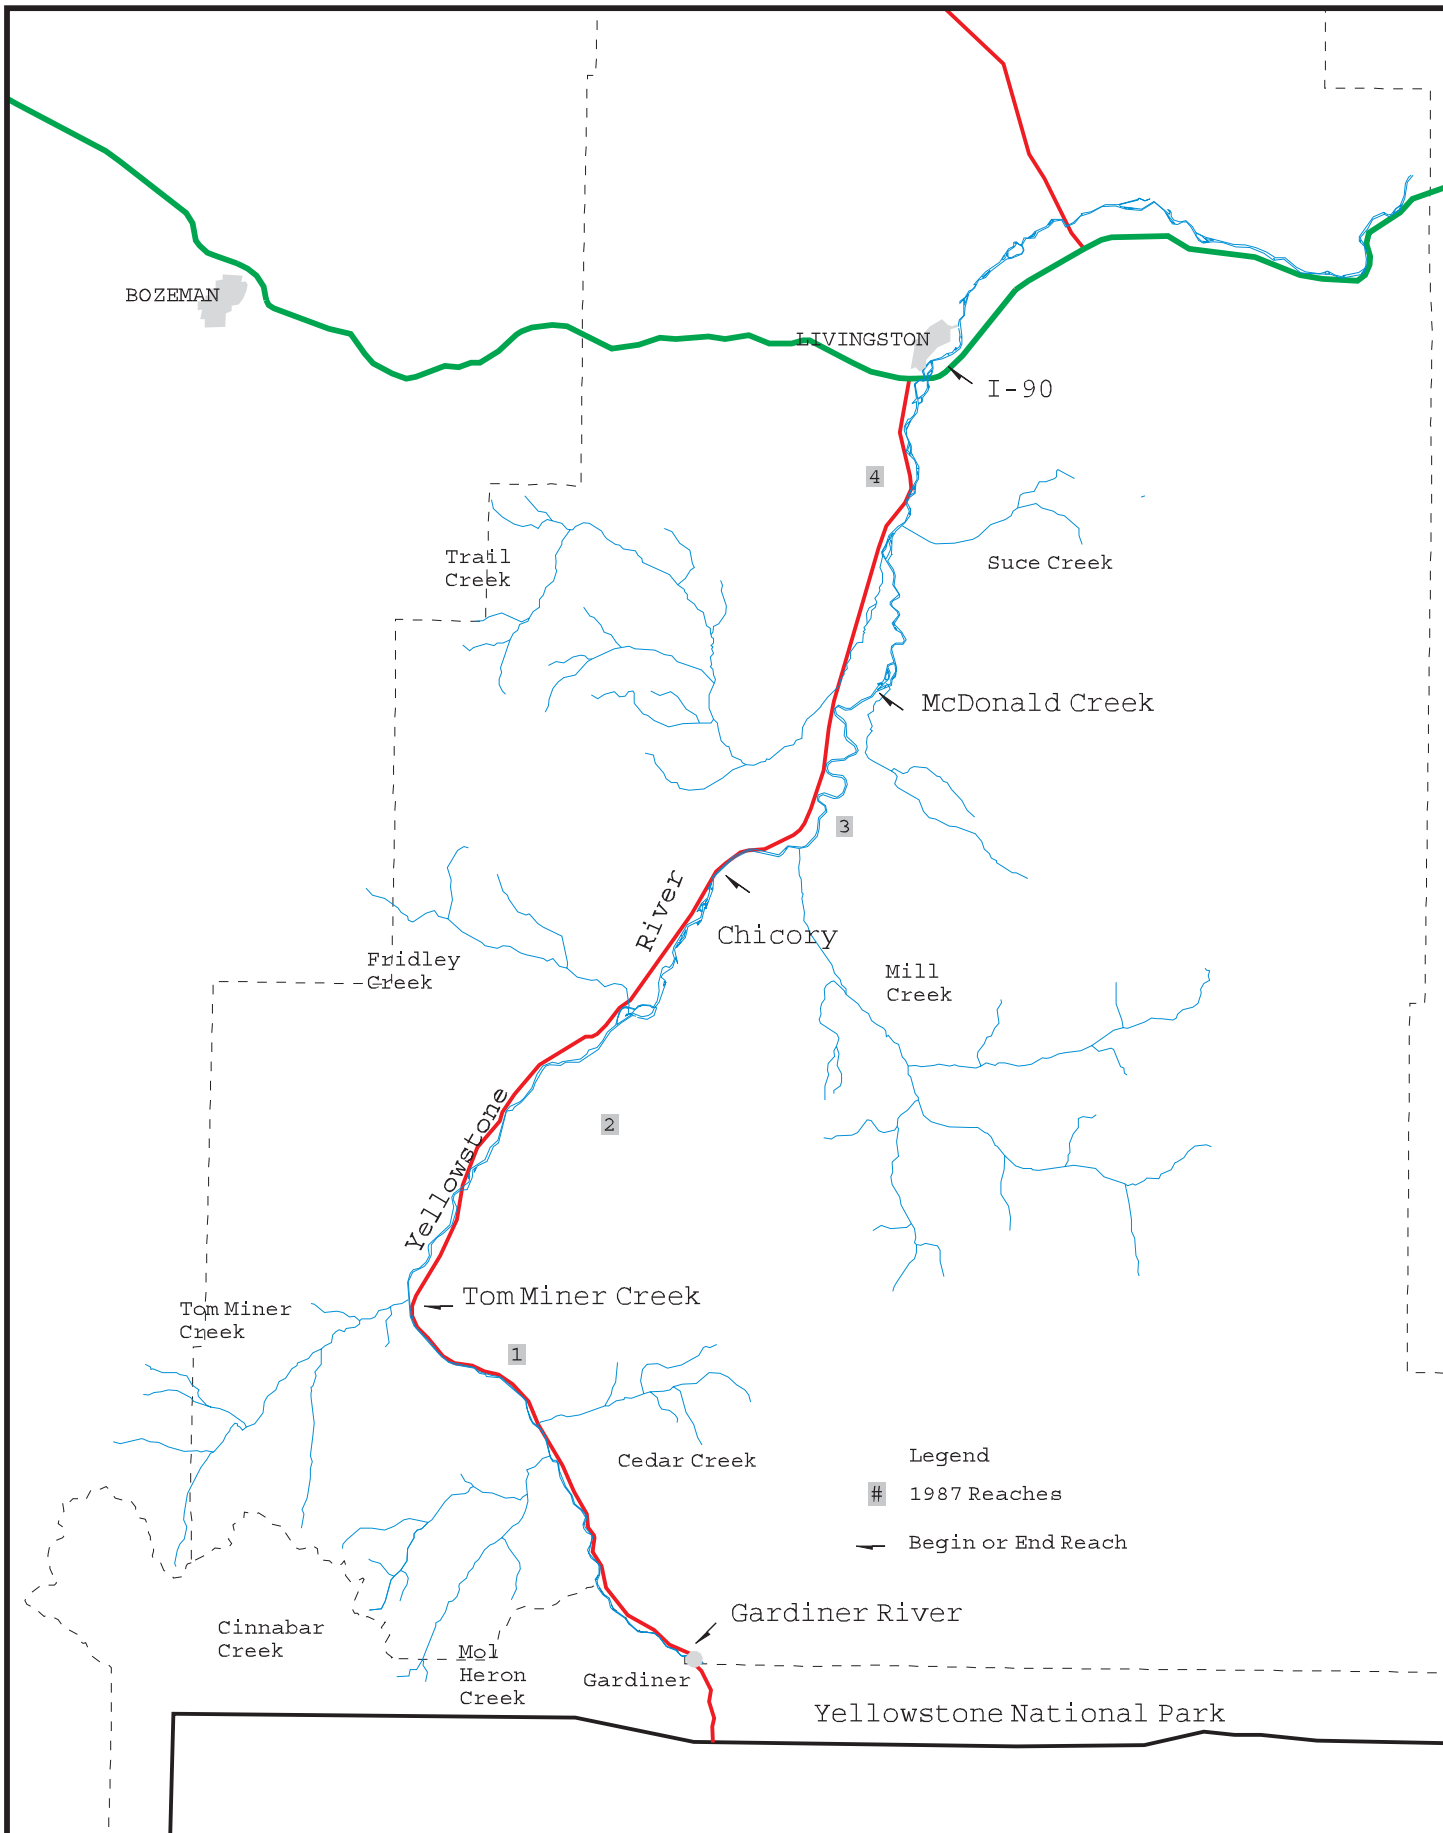 BOZEMAN
LIVINGSTON
I-90
4
Trail
Creek
Suce Creek
McDonald Creek
3
River
Chicory
Fridley
Creek
Mill
Creek
Yellowstone
2
Tom Miner Creek
Tom Miner
Creek
1
Cedar Creek
Legend
# 1987 Reaches
Begin or End Reach
Gardiner River
Cinnabar
Creek
Mol
Heron
Creek
Gardiner
Yellowstone National Park